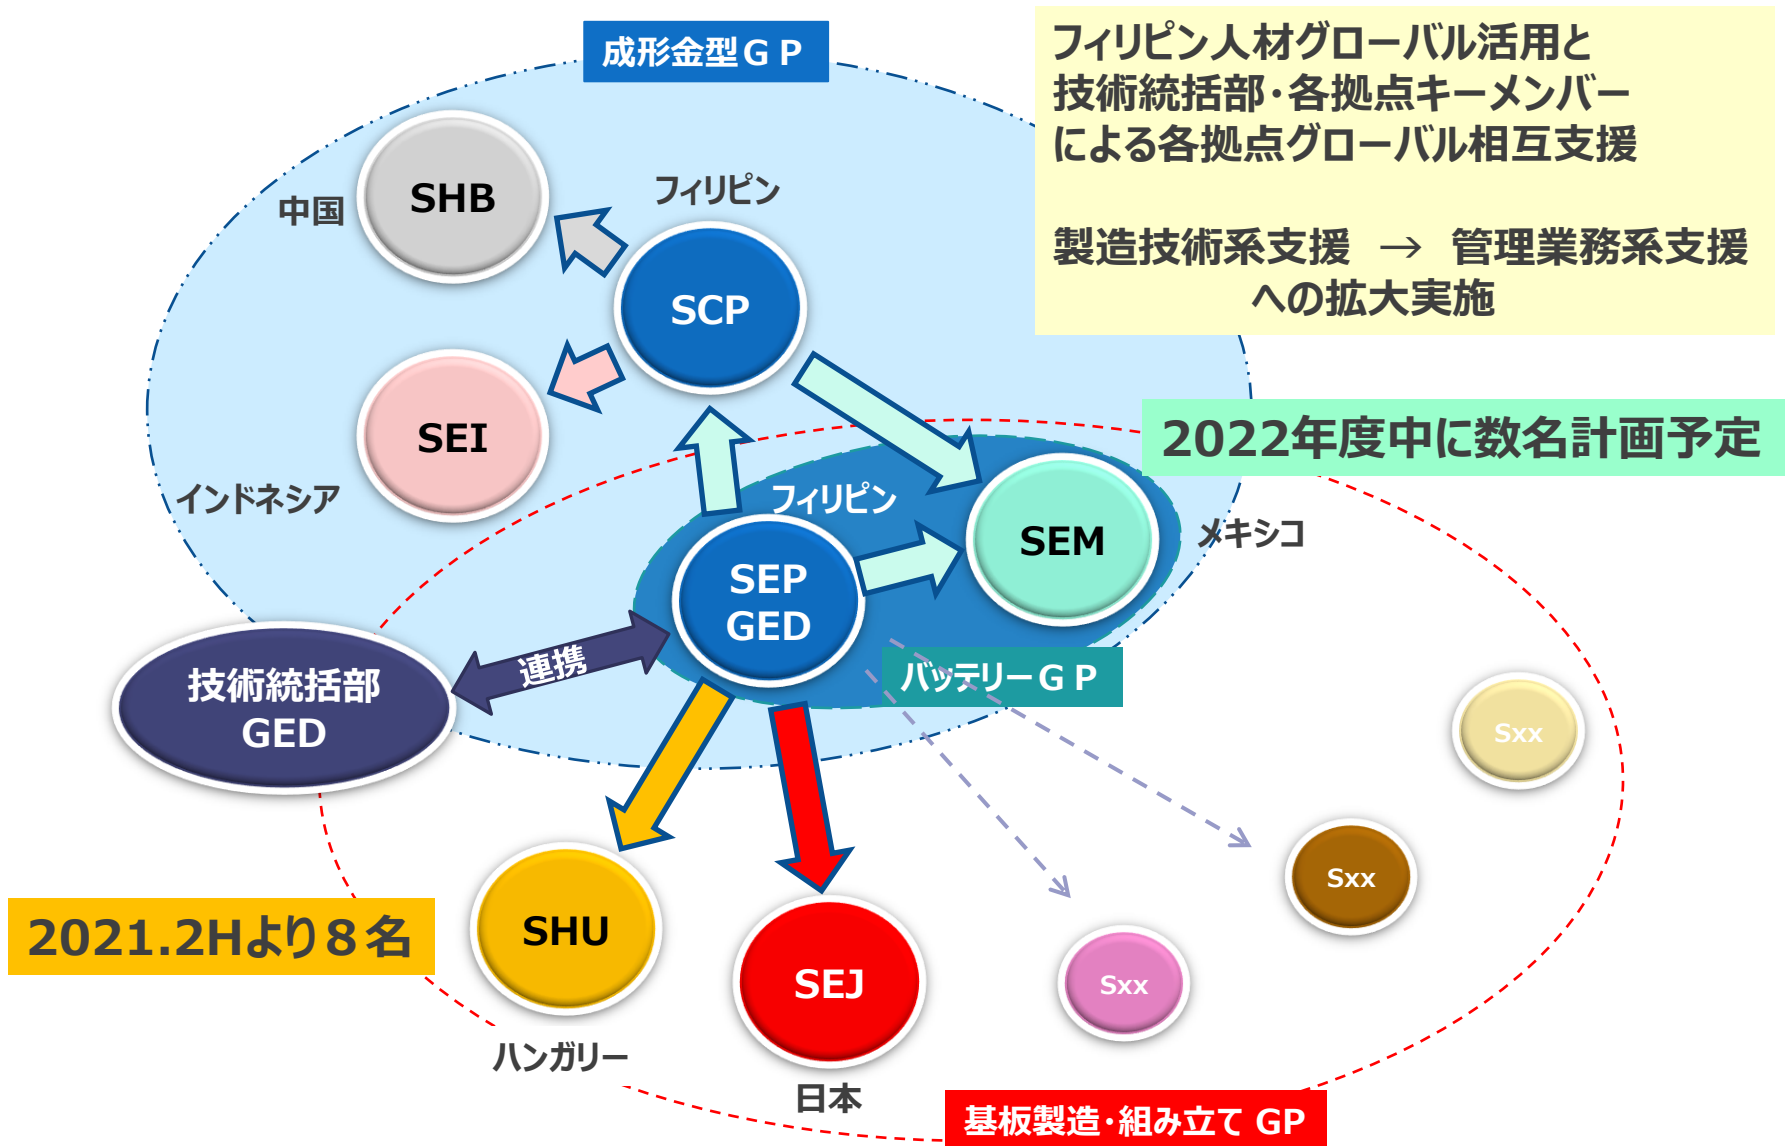 成形金型ＧＰ
フィリピン人材グローバル活用と
技術統括部・各拠点キーメンバー
による各拠点グローバル相互支援
製造技術系支援　→　管理業務系支援
への拡大実施
中国
SHB
フィリピン
SCP
SEI
インドネシア
2022年度中に数名計画予定
フィリピン
SEM
メキシコ
SEP
GED
連携
バッテリーＧＰ
技術統括部
GED
Sxx
Sxx
Sxx
2021.2Hより８名
SHU
SEJ
ハンガリー
日本
基板製造・組み立て GP